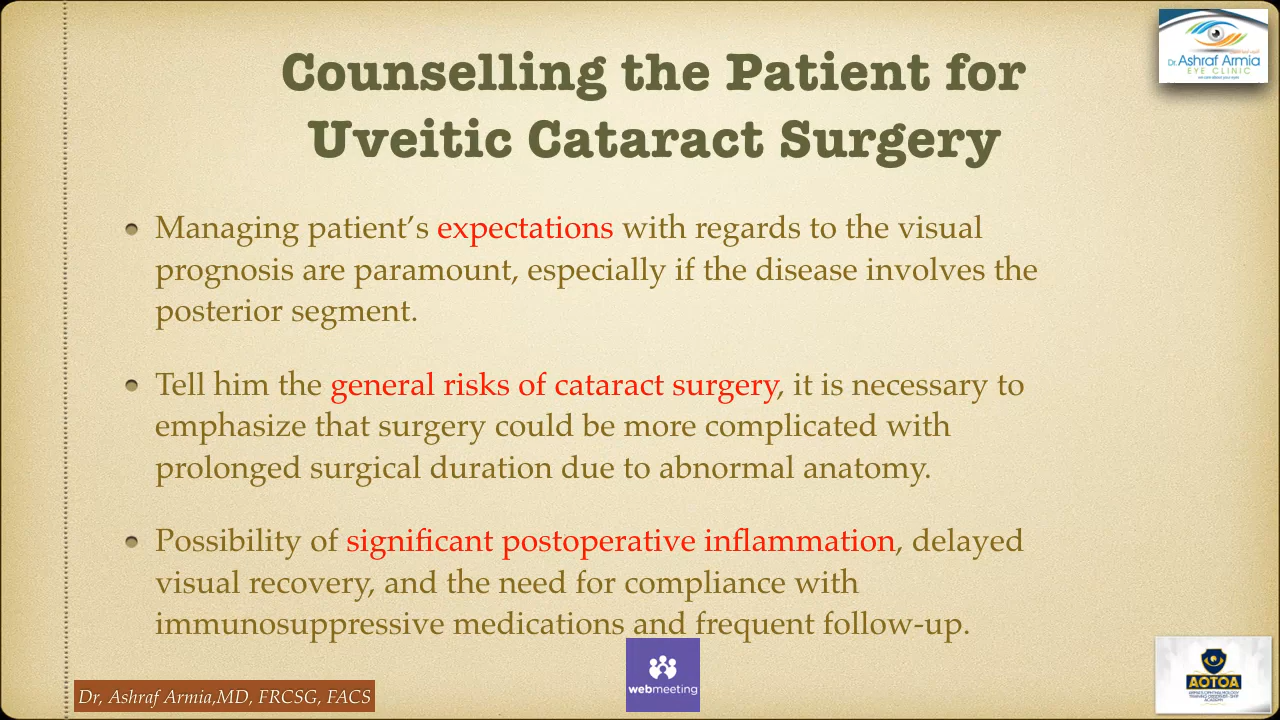 Counselling the Patient for
Uveitic Cataract Surgery
Dr. Ashraf Armia
EYE CLINIC
Managing patient’s expectations with regards to the visual
prognosis are paramount, especially if the disease involves the
posterior segment.
Tell him the general risks of cataract surgery, it is necessary to
emphasize that surgery could be more complicated with
prolonged surgical duration due to abnormal anatomy.
Possibility of significant postoperative inflammation, delayed
visual recovery, and the need for compliance with
immunosuppressive medications and frequent follow-up.
webmeeting
Dr, Ashraf Armia,MD, FRCSG, FACS
AOTOA